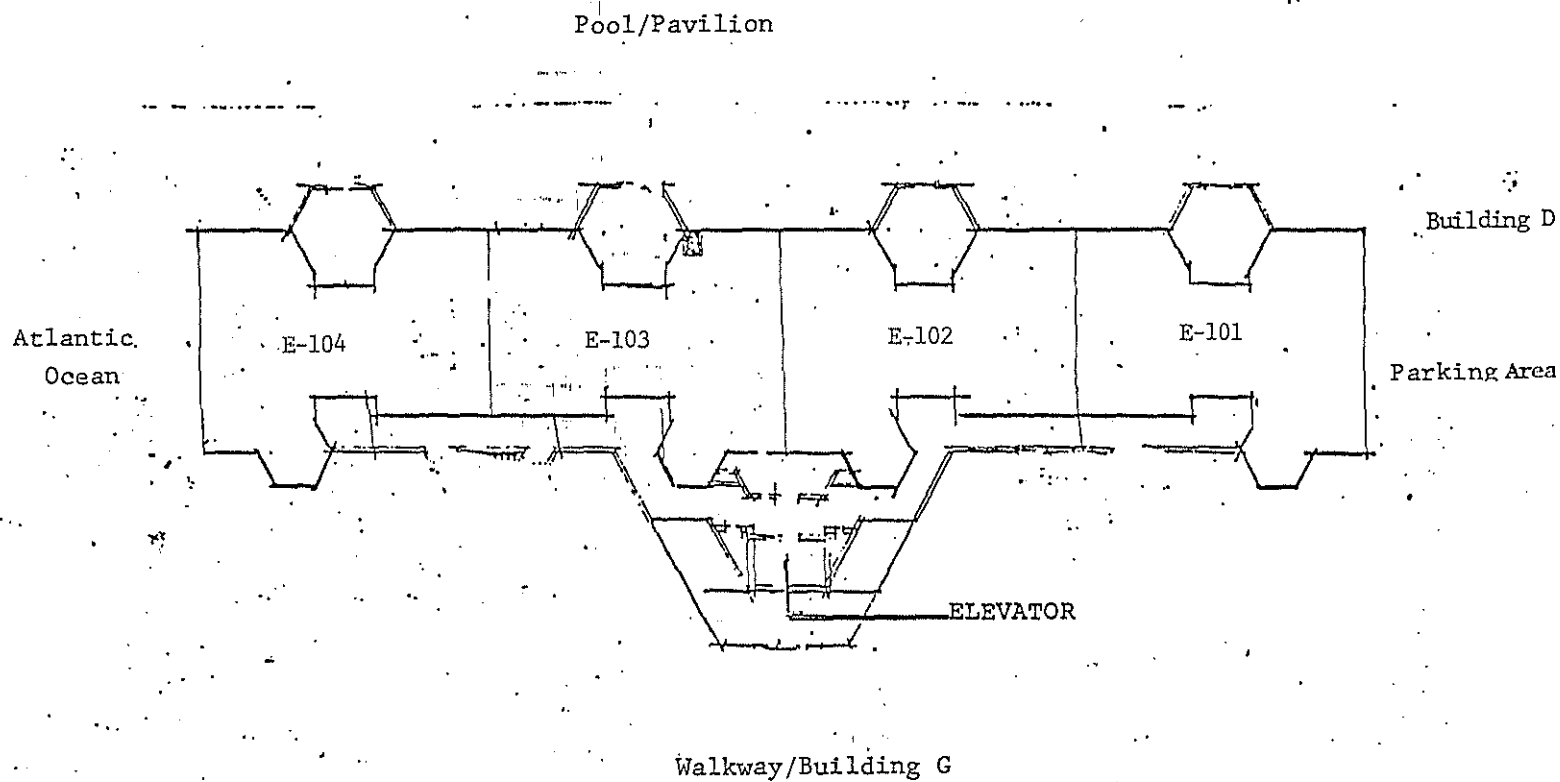 Pool/Pavilion
Building D
E-104
E-103
E-102
E-101
Atlantic
Ocean
Parking Area
ELEVATOR
Walkway/Building G